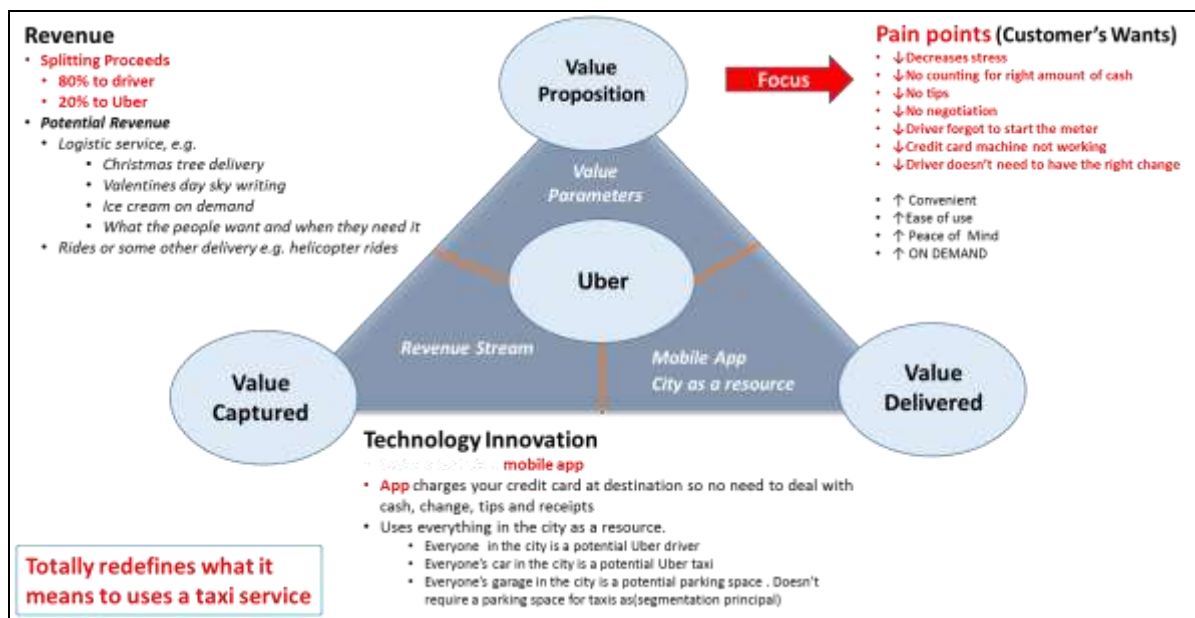 Revenue
• Splitting Proceeds
• 80% to driver
• 20% to Uber
• Potential Revenue
• Logistic service, e.g.
• Christmas tree delivery
• Valentines day sky writing
• Ice cream on demand
• What the people want and when they need it
• Rides or some other delivery e.g. helicopter rides
Value
Proposition
Focus
Pain points (Customer's Wants)
• ↓Decreases stress
• ↓No counting for right amount of cash
• ↓No tips
• ↓No negotiation
• ↓Driver forgot to start the meter
• ↓Credit card machine not working
• ↓Driver doesn't need to have the right change
• ↑ Convenient
• ↑Ease of use
• ↑ Peace of Mind
• ↑ ON DEMAND
Value
Parameters
Uber
Revenue Stream
Mobile App
City as a resource
Value
Captured
Value
Delivered
Technology Innovation
mobile app
• App charges your credit card at destination so no need to deal with
cash, change, tips and receipts
• Uses everything in the city as a resource.
• Everyone in the city is a potential Uber driver
• Everyone's car in the city is a potential Uber taxi
• Everyone's garage in the city is a potential parking space . Doesn't
require a parking space for taxis as(segmentation principal)
Totally redefines what it
means to uses a taxi service